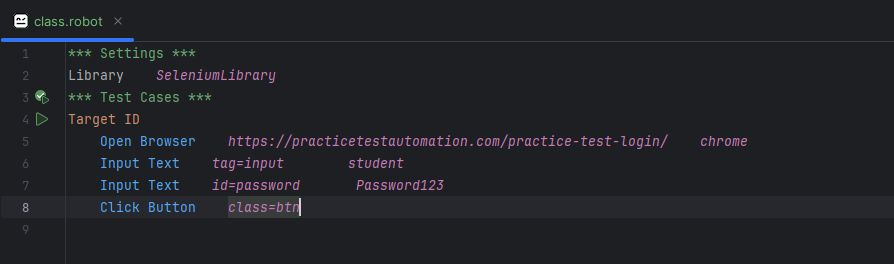 class.robot
1 *** Settings ***
2 Library    SeleniumLibrary
3 *** Test Cases ***
4 Target ID
5     Open Browser    https://practicetestautomation.com/practice-test-login/    chrome
6     Input Text    tag=input        student
7     Input Text    id=password       Password123
8     Click Button    class=btn
9